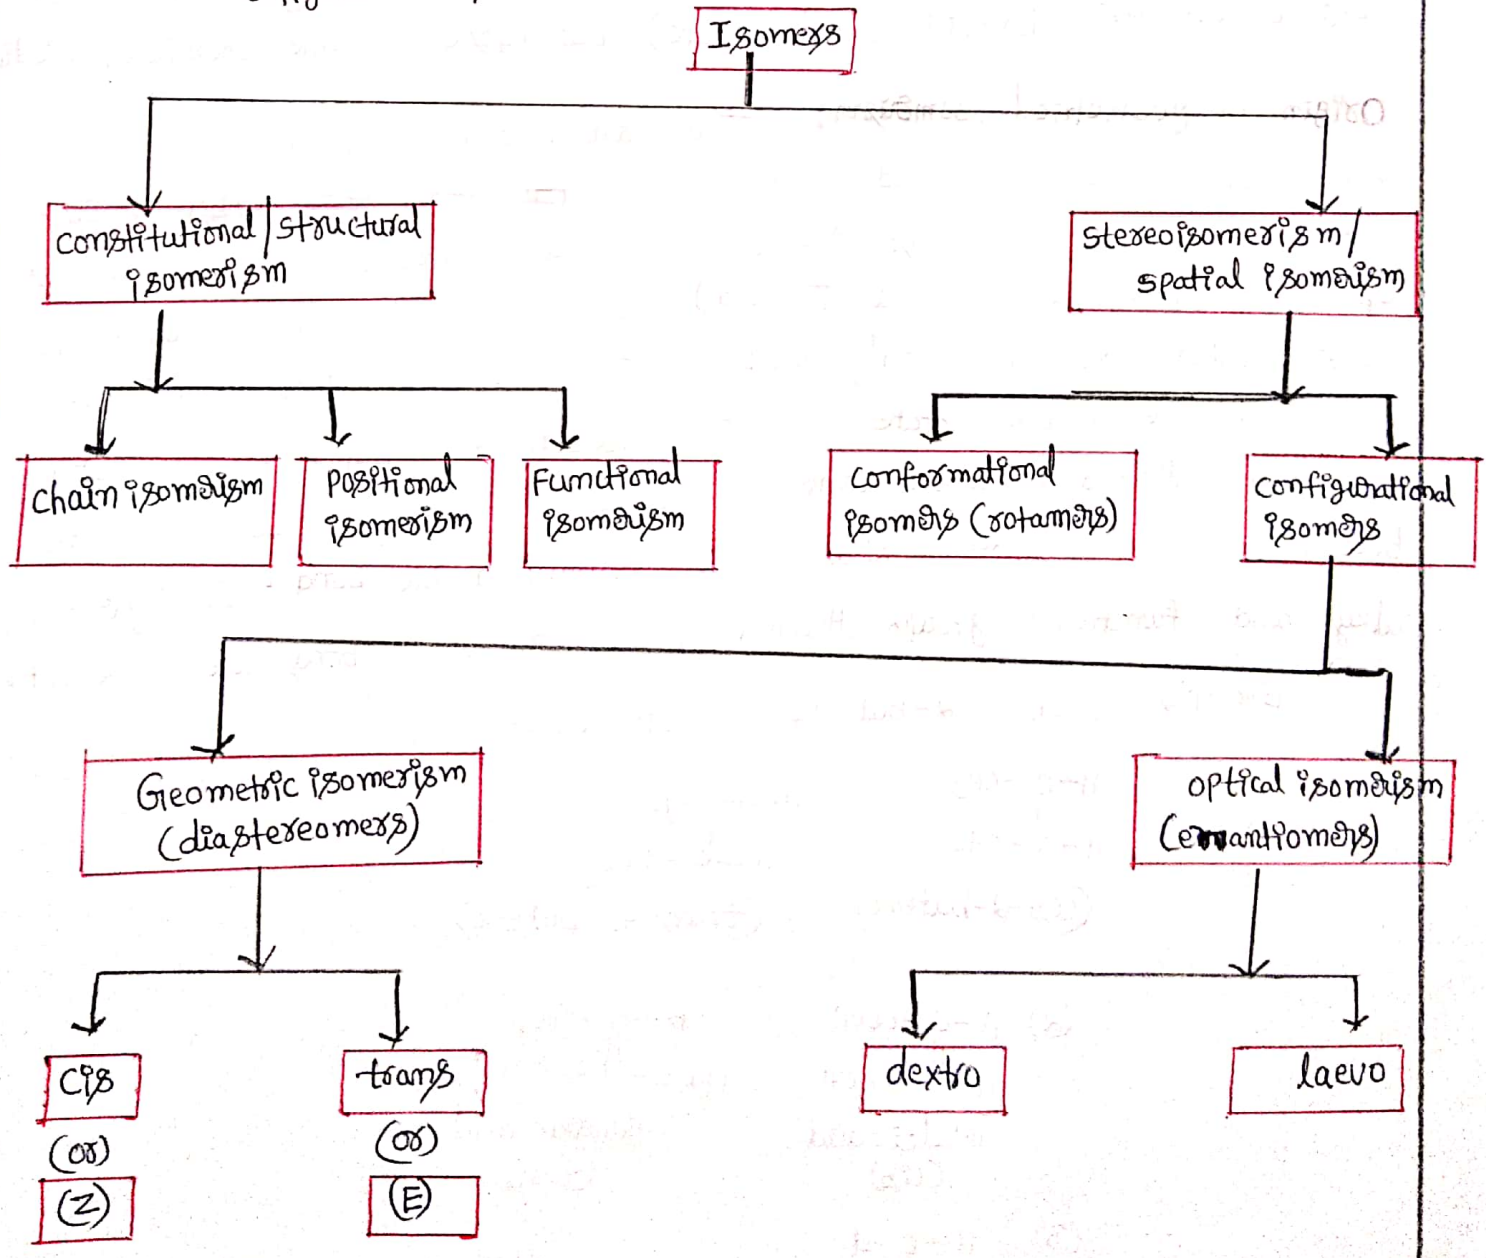 Isomers
constitutional/structural
isomerism
stereoisomerism/
spatial isomerism
chain isomerism
positional
isomerism
Functional
isomerism
conformational
isomers (rotamers)
configurational
isomers
Geometric isomerism
(diastereomers)
optical isomerism
(enantiomers)
cis
(or)
(Z)
trans
(or)
(E)
dextro
laevo